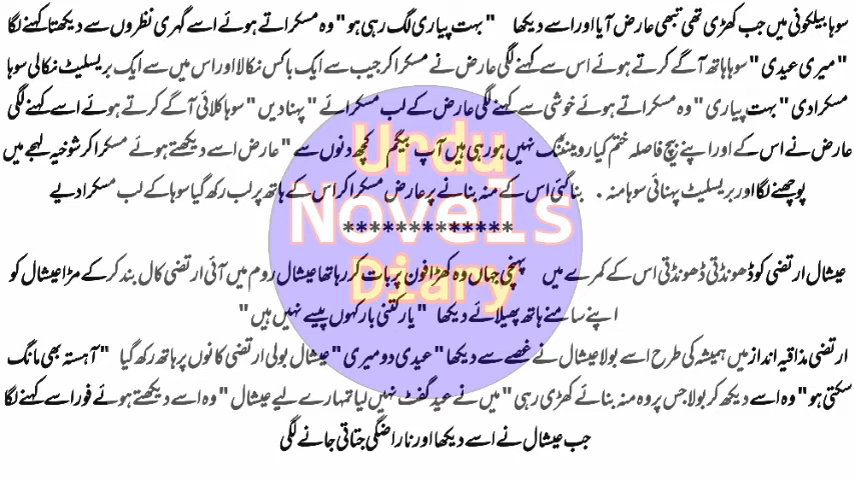 سوہا بیلکونی میں جب کھڑی تھی تبھی عارض آیا اور اسے دیکھا " بہت پیاری لگ رہی ہو " وہ مسکراتے ہوئے اسے گہری نظروں سے دیکھتا کہنے لگا
" میری عیدی " سوہا ہاتھ آگے کرتے ہوئے اس سے کہنے لگی عارض نے مسکرا کر جیب سے ایک باکس نکالا اور اس میں سے ایک بریسلیٹ نکالی سوہا
مسکرا دی " بہت پیاری " وہ مسکراتے ہوئے خوشی سے کہنے لگی عارض کے لب مسکرائے " پہنا دیں " سوہا کلائی آگے کرتے ہوئے اسے کہنے لگی
عارض نے اس کے اور اپنے بیچ فاصلہ ختم کیا رومینٹک نہیں ہو رہی ہیں آپ بیگم کچھ دنوں سے " عارض اسے دیکھتے ہوئے مسکرا کر شوخیہ لہجے میں
پوچھنے لگا اور بریسلیٹ پہنائی سوہا منہ . بنا گئی اس کے منہ بنانے پر عارض مسکرا کر اس کے ہاتھ پر لب رکھ گیا سوہا کے لب مسکرا دیے
*************
عیشال ارتضی کو ڈھونڈتی ڈھونڈتی اس کے کمرے میں پہنچی جہاں وہ کھڑا فون پر بات کر رہا تھا عیشال روم میں آئی ارتضی کال بند کر کے مڑا عیشال کو
اپنے سامنے ہاتھ پھیلائے دیکھا " یار کتنی بار کہوں پیسے نہیں ہیں "
ارتضی مذاقیہ انداز میں ہمیشہ کی طرح اسے بولا عیشال نے غصے سے دیکھا " عیدی دو میری " عیشال بولی ارتضی کانوں پر ہاتھ رکھ گیا " آہستہ بھی مانگ
سکتی ہو " وہ اسے دیکھ کر بولا جس پر وہ منہ بنائے کھڑی رہی " میں نے عید گفٹ نہیں لیا تمہارے لیے عیشال " وہ اسے دیکھتے ہوئے فورا سے کہنے لگا
جب عیشال نے اسے دیکھا اور ناراضگی جتاتی جانے لگی
Urdu
Novels
Diary